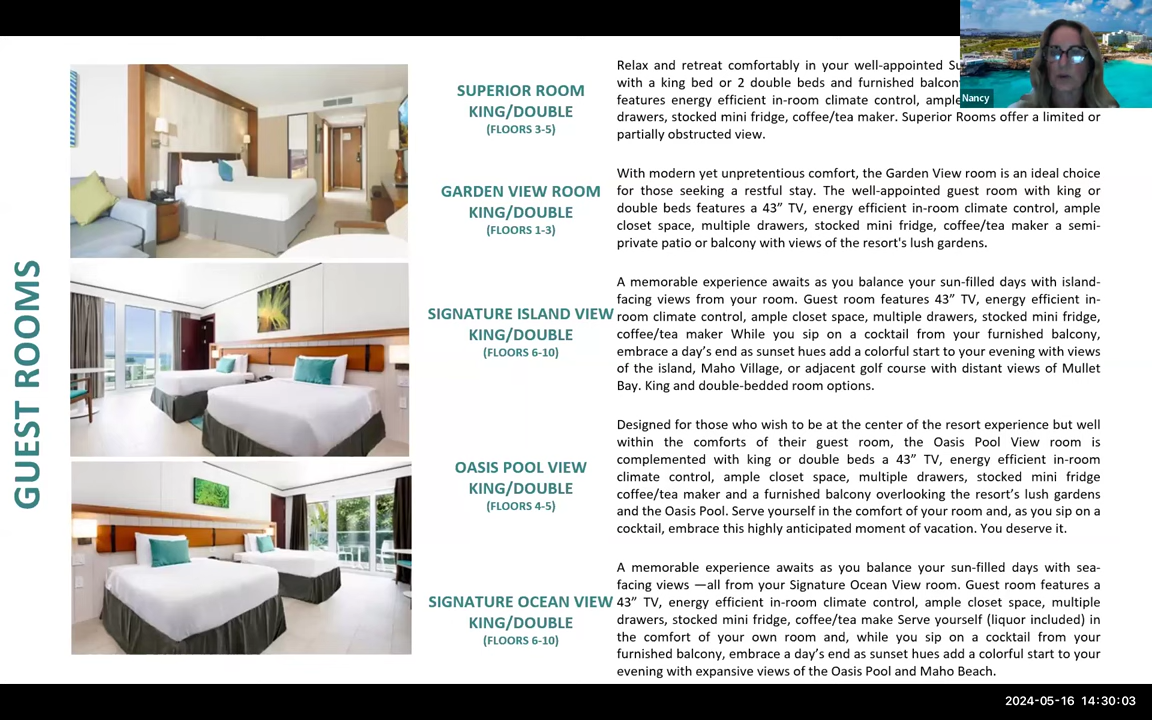 GUEST ROOMS
SUPERIOR ROOM
KING/DOUBLE
(FLOORS 3-5)
Relax and retreat comfortably in your well-appointed
with a king bed or 2 double beds and furnished
features energy efficient in-room climate control,
drawers, stocked mini fridge, coffee/tea maker. Superior Rooms offer a limited or
partially obstructed view.
Nancy
GARDEN VIEW ROOM
KING/DOUBLE
(FLOORS 1-3)
With modern yet unpretentious comfort, the Garden View room is an ideal choice
for those seeking a restful stay. The well-appointed guest room with king or
double beds features a 43” TV, energy efficient in-room climate control, ample
closet space, multiple drawers, stocked mini fridge, coffee/tea maker a semi-
private patio or balcony with views of the resort's lush gardens.
SIGNATURE ISLAND VIEW
KING/DOUBLE
(FLOORS 6-10)
A memorable experience awaits as you balance your sun-filled days with island-
facing views from your room. Guest room features 43” TV, energy efficient in-
room climate control, ample closet space, multiple drawers, stocked mini fridge,
coffee/tea maker While you sip on a cocktail from your furnished balcony,
embrace a day’s end as sunset hues add a colorful start to your evening with views
of the island, Maho Village, or adjacent golf course with distant views of Mullet
Bay. King and double-bedded room options.
OASIS POOL VIEW
KING/DOUBLE
(FLOORS 4-5)
Designed for those who wish to be at the center of the resort experience but well
within the comforts of their guest room, the Oasis Pool View room is
complemented with king or double beds a 43” TV, energy efficient in-room
climate control, ample closet space, multiple drawers, stocked mini fridge
coffee/tea maker and a furnished balcony overlooking the resort’s lush gardens
and the Oasis Pool. Serve yourself in the comfort of your room and, as you sip on a
cocktail, embrace this highly anticipated moment of vacation. You deserve it.
SIGNATURE OCEAN VIEW
KING/DOUBLE
(FLOORS 6-10)
A memorable experience awaits as you balance your sun-filled days with sea-
facing views —all from your Signature Ocean View room. Guest room features a
43” TV, energy efficient in-room climate control, ample closet space, multiple
drawers, stocked mini fridge, coffee/tea make Serve yourself (liquor included) in
the comfort of your own room and, while you sip on a cocktail from your
furnished balcony, embrace a day’s end as sunset hues add a colorful start to your
evening with expansive views of the Oasis Pool and Maho Beach.
2024-05-16 14:30:03